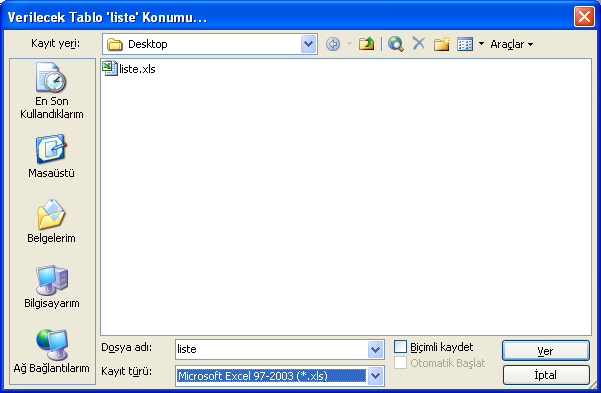 Verilecek Tablo 'liste' Konumu...
Kayıt yeri:
Desktop
Araçlar
En Son
Kullandıklarım
Masaüstü
Belgelerim
Bilgisayarım
Ağ Bağlantılarım
liste.xls
Dosya adı:
liste
Biçimli kaydet
Ver
Otomatik Başlat
Kayıt türü:
Microsoft Excel 97-2003 (*.xls)
İptal